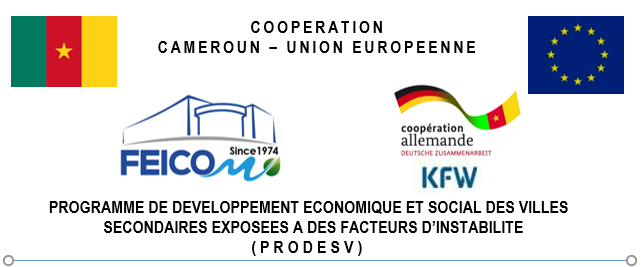 COOPERATION
CAMEROUN – UNION EUROPEENNE
Since1974
FEICOM
coopération
allemande
DEUTSCHE ZUSAMMENARBEIT
KFW
PROGRAMME DE DEVELOPPEMENT ECONOMIQUE ET SOCIAL DES VILLES
SECONDAIRES EXPOSEES A DES FACTEURS D’INSTABILITE
(PRODESV)